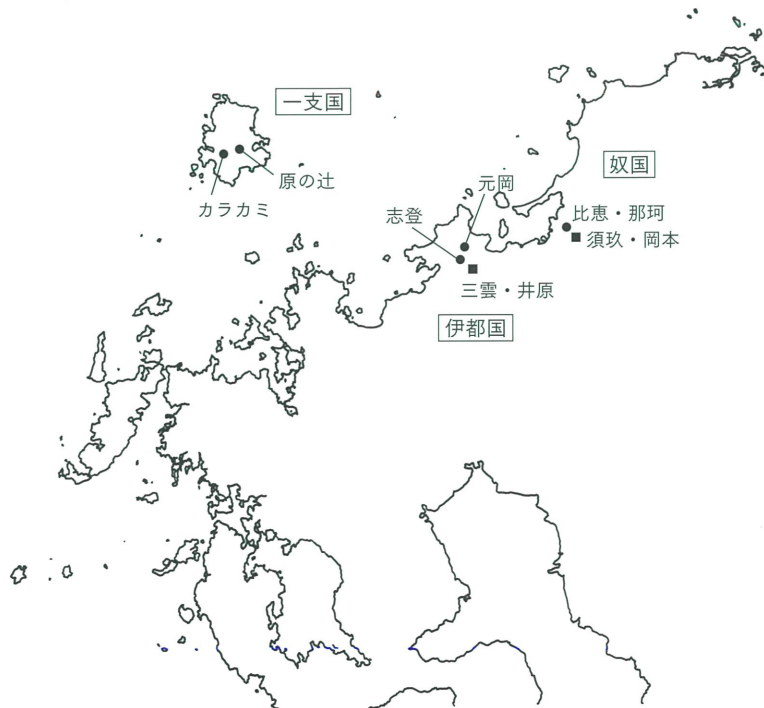 一支国
原の辻
カラカミ
奴国
元岡
志登
比恵・那珂
須玖・岡本
三雲・井原
伊都国